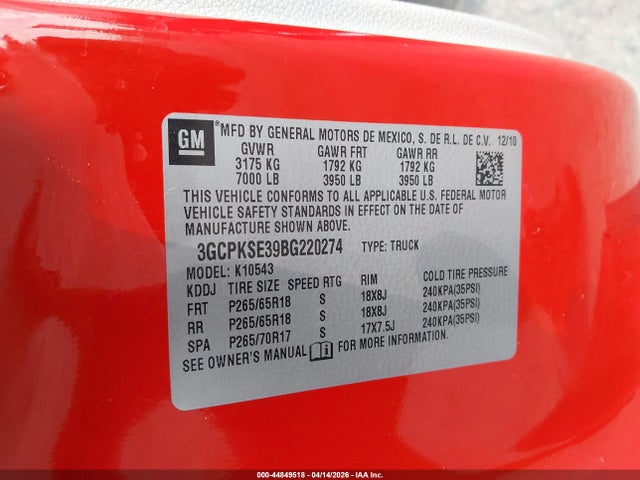 GM
MFD BY GENERAL MOTORS DE MEXICO, S. DE R.L. DE C.V. 12/10
GVWR GAWR FRT GAWR RR
3175 KG 1792 KG 1792 KG
7000 LB 3950 LB 3950 LB
THIS VEHICLE CONFORMS TO ALL APPLICABLE U.S. FEDERAL MOTOR
VEHICLE SAFETY STANDARDS IN EFFECT ON THE DATE OF
MANUFACTURE SHOWN ABOVE.
3GCPKSE39BG220274 TYPE: TRUCK
MODEL: K10543
KDDJ TIRE SIZE SPEED RTG RIM COLD TIRE PRESSURE
FRT P265/65R18 S 18X8J 240KPA(35PSI)
RR P265/65R18 S 18X8J 240KPA(35PSI)
SPA P265/70R17 S 17X7.5J 240KPA(35PSI)
SEE OWNER'S MANUAL FOR MORE INFORMATION.
000-44849518 - 04/14/2026 - IAA Inc.